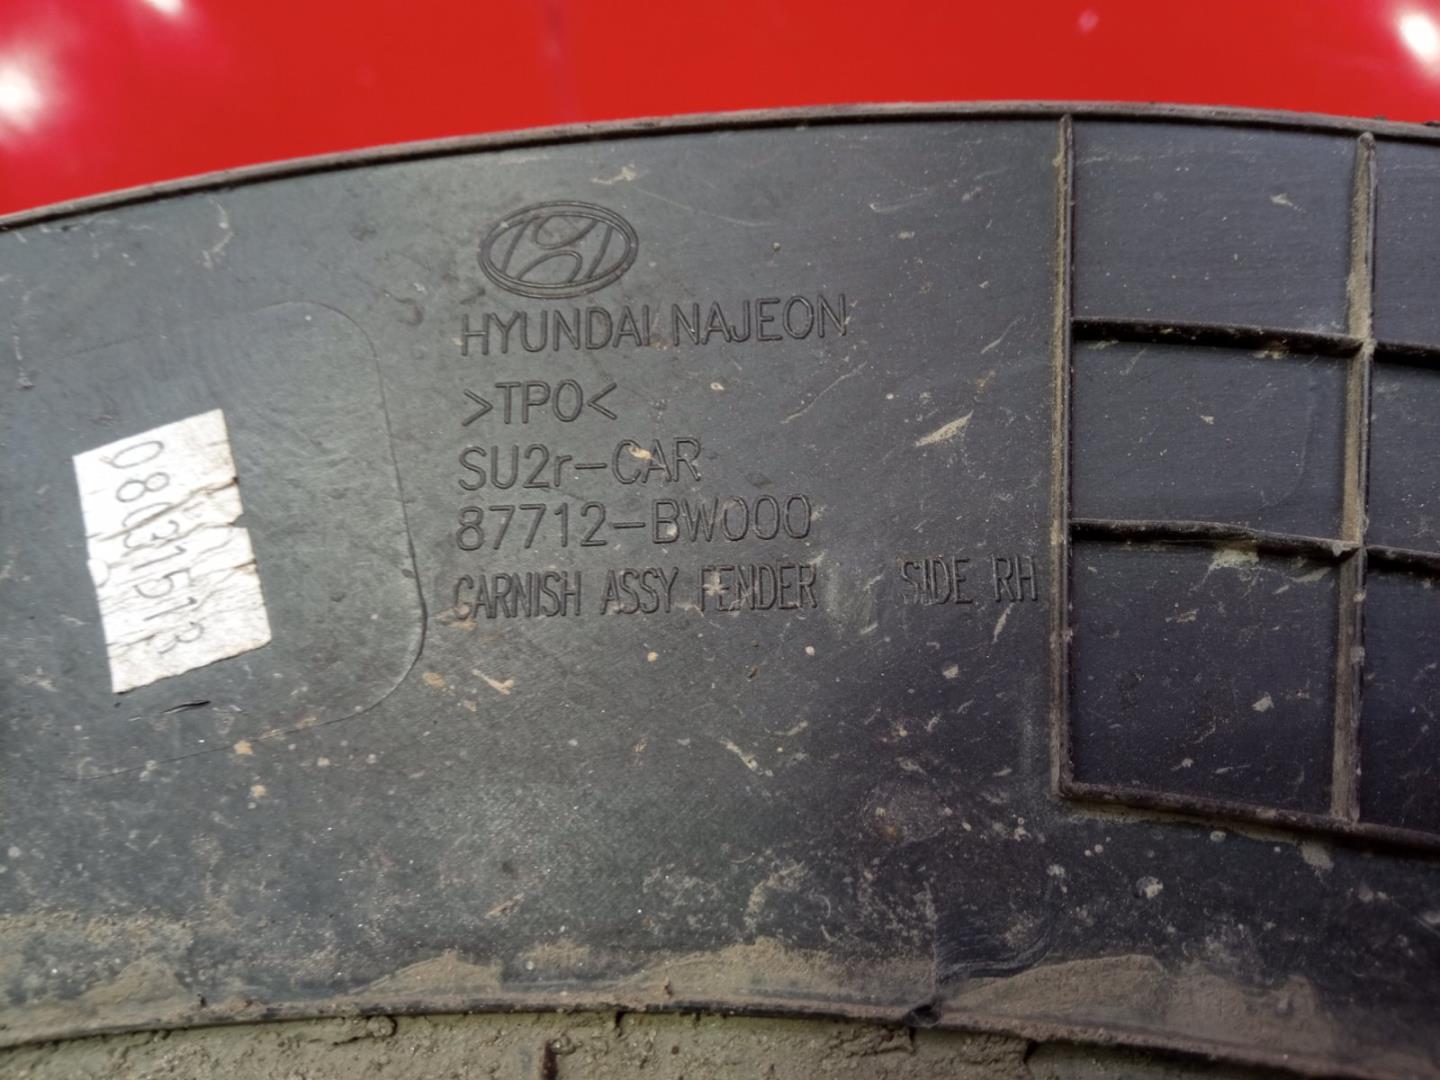 HYUNDAI NAJEON
>TPO<
SU2r-CAR
87712-BW000
GARNISH ASSY FENDER SIDE RH